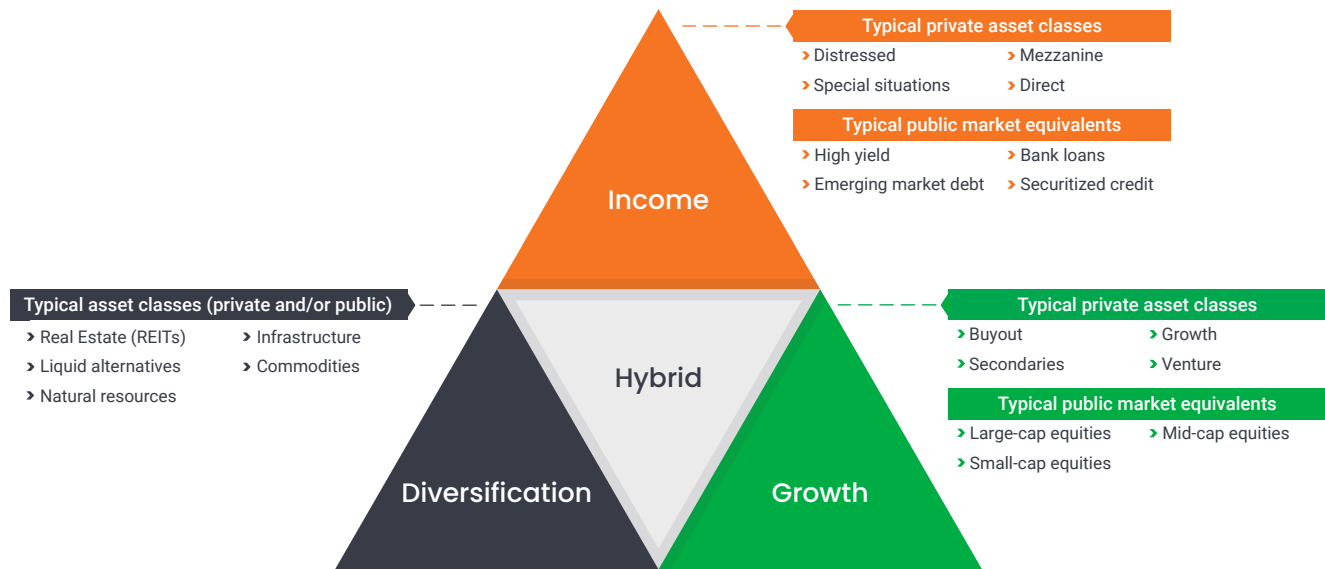 Typical private asset classes
Distressed
Mezzanine
Special situations
Direct
Typical public market equivalents
High yield
Bank loans
Emerging market debt
Securitized credit
Income
Typical asset classes (private and/or public)
Real Estate (REITs)
Infrastructure
Liquid alternatives
Commodities
Natural resources
Hybrid
Typical private asset classes
Buyout
Growth
Secondaries
Venture
Typical public market equivalents
Large-cap equities
Mid-cap equities
Small-cap equities
Diversification
Growth